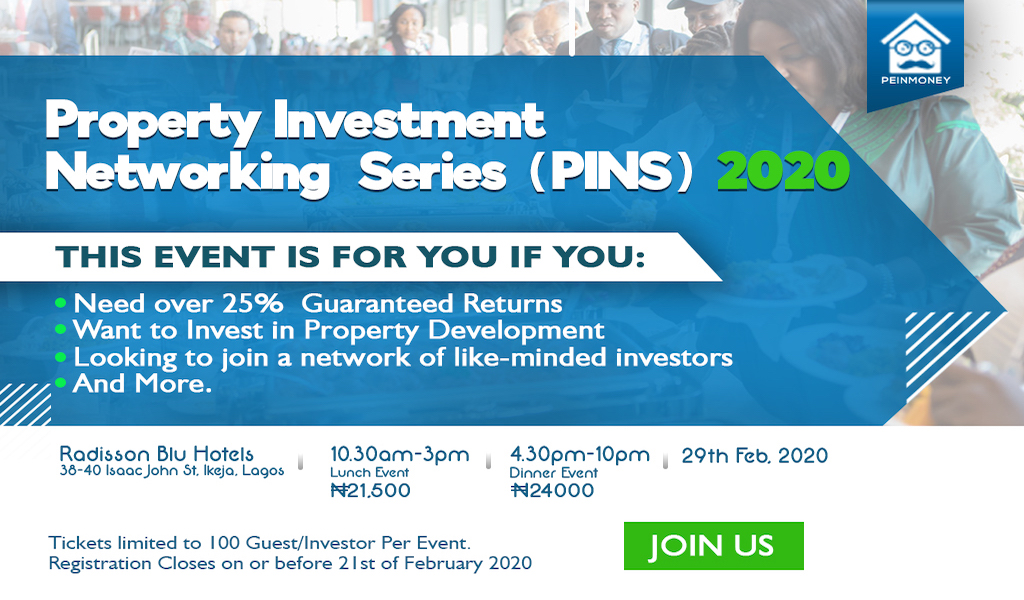 PEINMONEY
Property Investment
Networking Series (PINS) 2020
THIS EVENT IS FOR YOU IF YOU:
• Need over 25% Guaranteed Returns
• Want to Invest in Property Development
• Looking to join a network of like-minded investors
• And More.
Radisson Blu Hotels
38-40 Isaac John St, Ikeja, Lagos
10.30am-3pm
Lunch Event
₦21,500
4.30pm-10pm
Dinner Event
₦24000
29th Feb, 2020
Tickets limited to 100 Guest/Investor Per Event.
Registration Closes on or before 21st of February 2020
JOIN US